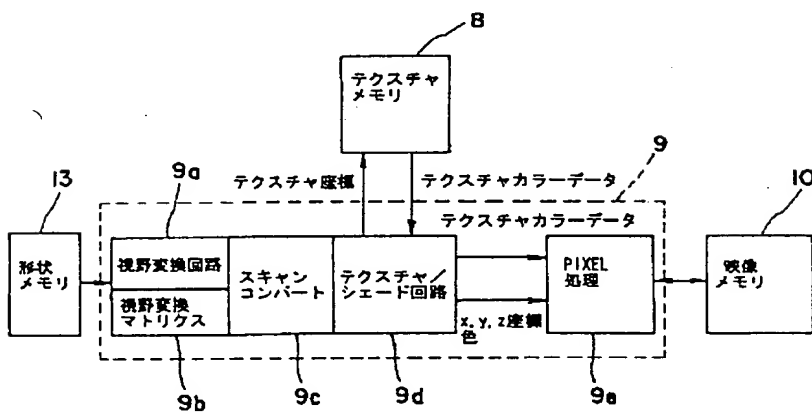 8
テクスチャ
メモリ
9
テクスチャ座標
テクスチャカラーデータ
13
9a
テクスチャカラーデータ
10
形状
メモリ
視野変換回路
視野変換
マトリクス
スキャン
コンバート
テクスチャ/
シェード回路
PIXEL
処理
映像
メモリ
x, y, z座標
色
9b
9c
9d
9e